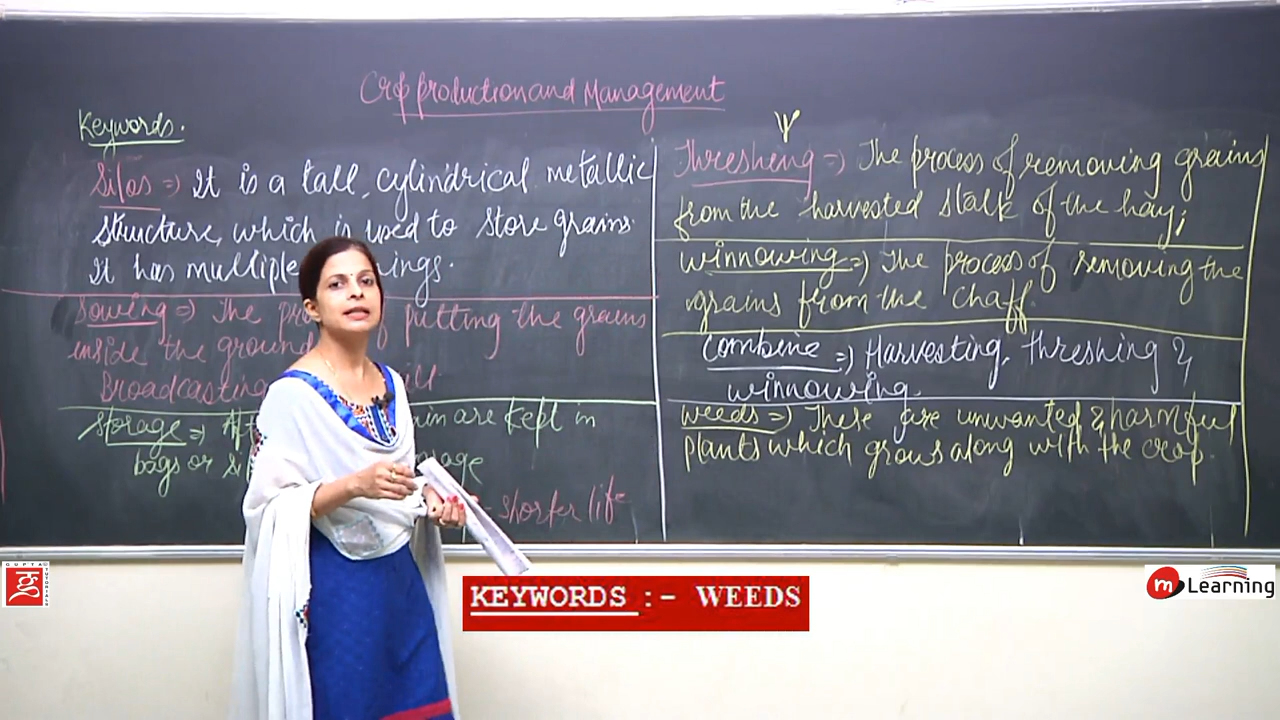 Crop production and Management
Keywords.
Silos => It is a tall, cylindrical metallic
structure, which is used to store grains.
It has multiple
Sowing => The of putting the grains
inside the ground
Broadcasting
Storage => are kept in
bags or
- shorter life
Ψ
Threshing => The process of removing grains
from the harvested stalk of the hay;
winnowing => The process of removing the
grains from the chaff.
Combine => Harvesting, threshing &
winnowing.
weeds => These are unwanted & harmful
plants which grows along with the crop.
KEYWORDS :- WEEDS
GUPTA TUTORIALS
m Learning